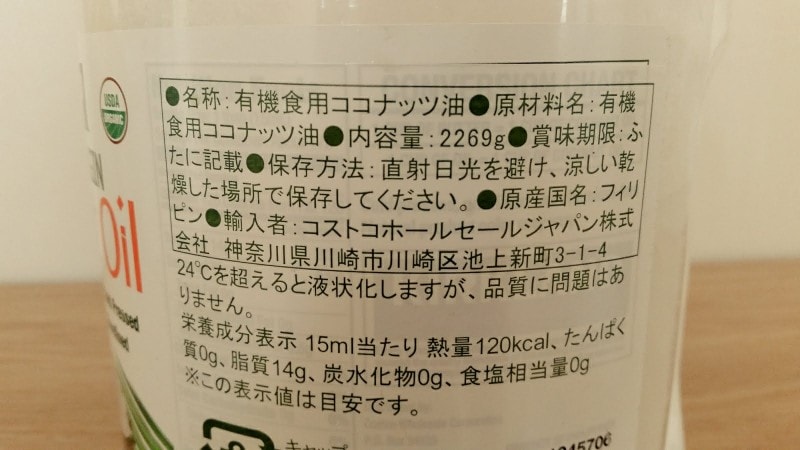 USDA
ORGANIC
Oil
●名称:有機食用ココナッツ油●原材料名:有機
食用ココナッツ油●内容量:2269g●賞味期限:ふ
たに記載●保存方法:直射日光を避け、涼しい乾
燥した場所で保存してください。●原産国名:フィリ
ピン●輸入者:コストコホールセールジャパン株式
会社 神奈川県川崎市川崎区池上新町3-1-4
24℃を超えると液状化しますが、品質に問題はあ
りません。
栄養成分表示 15ml当たり 熱量120kcal、たんぱく
質0g、脂質14g、炭水化物0g、食塩相当量0g
※この表示値は目安です。
キャップ